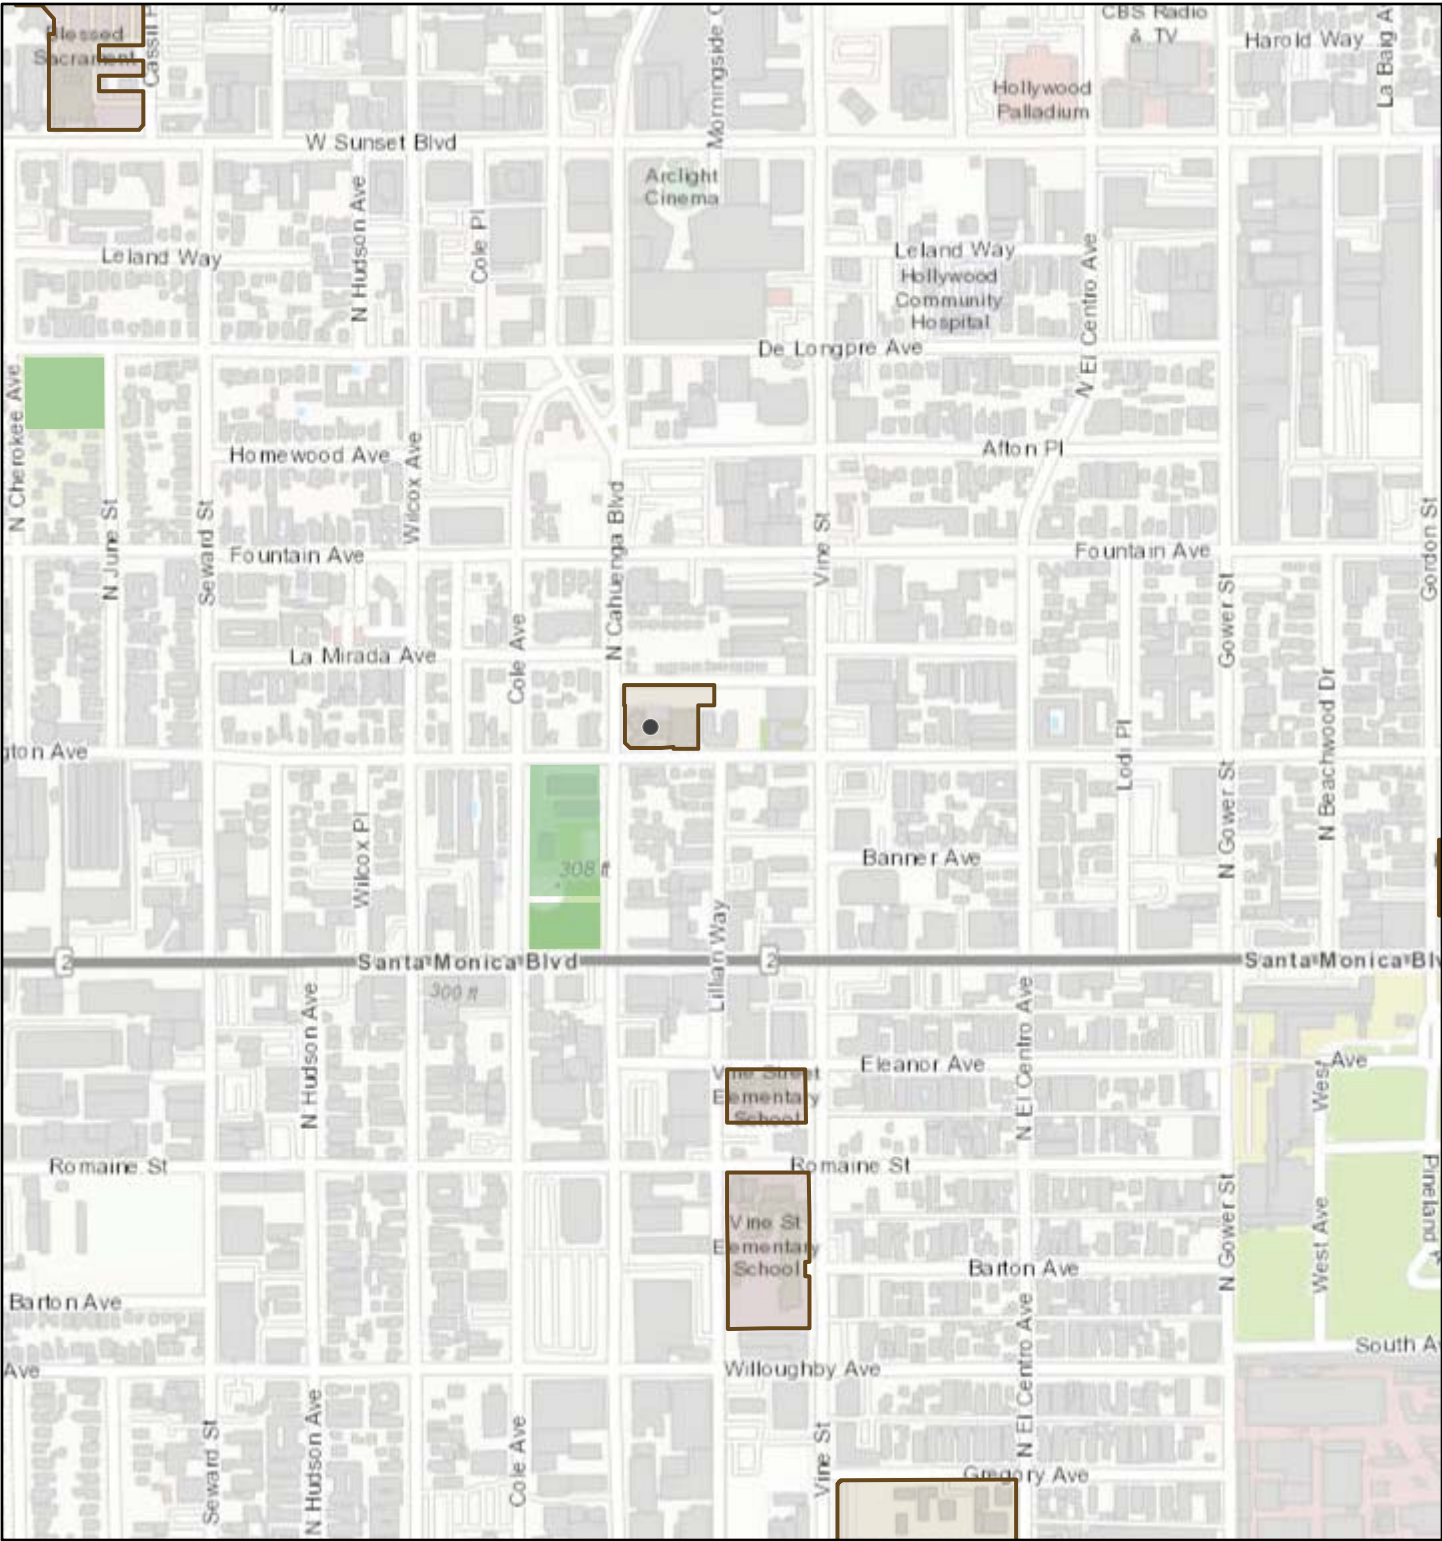 CBS Radio
& TV
Harold Way
La Baig A
Blessed
Sacrament
Morningside
Hollywood
Palladium
W Sunset Blvd
Arclight
Cinema
N Hudson Ave
Cole Pl
Leland Way
Leland Way
Hollywood
Community
Hospital
N El Centro Ave
De Longpre Ave
N Cherokee Ave
Homewood Ave
Wilcox Ave
Afton Pl
N June St
Seward St
Fountain Ave
N Cahuenga Blvd
Vine St
Fountain Ave
Gordon St
Gower St
La Mirada Ave
Cole Ave
N Beachwood Dr
gton Ave
Lodi Pl
Wilcox Pl
308 ft
Banner Ave
N Gower St
Lillian Way
2
Santa Monica Blvd
2
Santa Monica Blv
300 ft
N Hudson Ave
N El Centro Ave
Eleanor Ave
West Ave
Vine Street
Elementary
School
Romaine St
Romaine St
Vine St
Elementary
School
N Gower St
West Ave
Pineland
Barton Ave
Barton Ave
Ave
Willoughby Ave
South A
N El Centro Ave
Seward St
N Hudson Ave
Cole Ave
Vine St
Gregory Ave